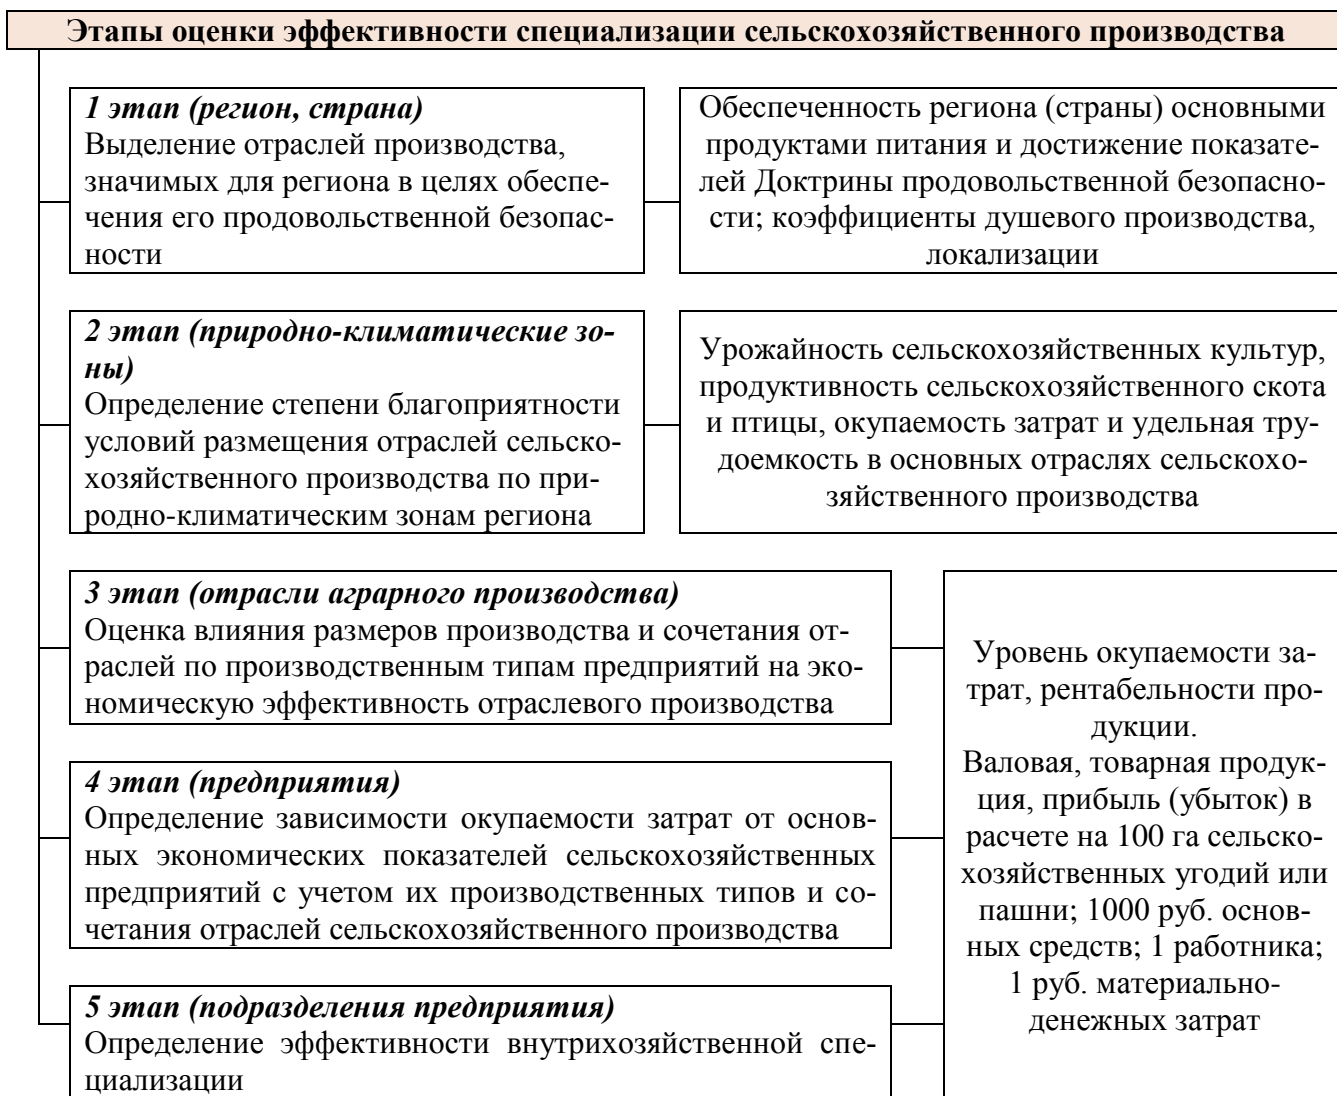 Этапы оценки эффективности специализации сельскохозяйственного производства
1 этап (регион, страна)
Выделение отраслей производства,
значимых для региона в целях обеспе-
чения его продовольственной безопас-
ности
Обеспеченность региона (страны) основными
продуктами питания и достижение показате-
лей Доктрины продовольственной безопасно-
сти; коэффициенты душевого производства,
локализации
2 этап (природно-климатические зо-
ны)
Определение степени благоприятности
условий размещения отраслей сельско-
хозяйственного производства по при-
родно-климатическим зонам региона
Урожайность сельскохозяйственных культур,
продуктивность сельскохозяйственного скота
и птицы, окупаемость затрат и удельная тру-
доемкость в основных отраслях сельскохо-
зяйственного производства
3 этап (отрасли аграрного производства)
Оценка влияния размеров производства и сочетания от-
раслей по производственным типам предприятий на эко-
номическую эффективность отраслевого производства
4 этап (предприятия)
Определение зависимости окупаемости затрат от основ-
ных экономических показателей сельскохозяйственных
предприятий с учетом их производственных типов и со-
четания отраслей сельскохозяйственного производства
5 этап (подразделения предприятия)
Определение эффективности внутрихозяйственной спе-
циализации
Уровень окупаемости за-
трат, рентабельности про-
дукции.
Валовая, товарная продук-
ция, прибыль (убыток) в
расчете на 100 га сельско-
хозяйственных угодий или
пашни; 1000 руб. основ-
ных средств; 1 работника;
1 руб. материально-
денежных затрат